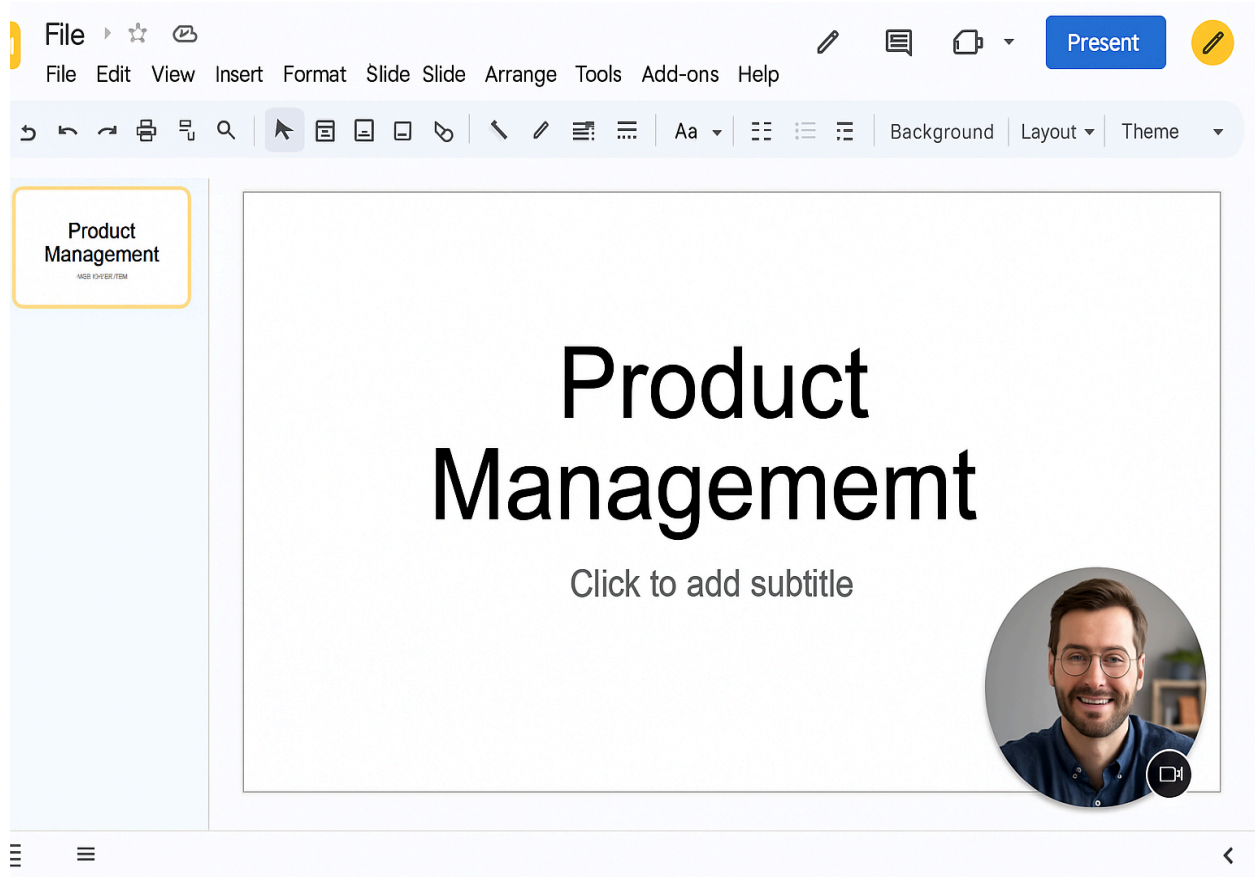 File
File Edit View Insert Format Slide Slide Arrange Tools Add-ons Help
Present
Aa Background Layout Theme
Product
Management
Product
Managememt
Click to add subtitle